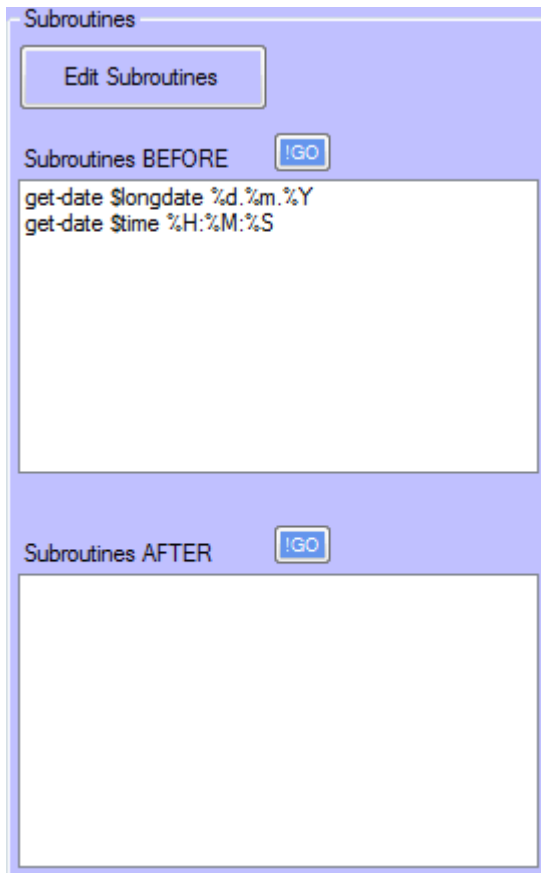 Subroutines
Edit Subroutines
Subroutines BEFORE !GO
get-date $longdate %d.%m.%Y
get-date $time %H:%M:%S
Subroutines AFTER !GO